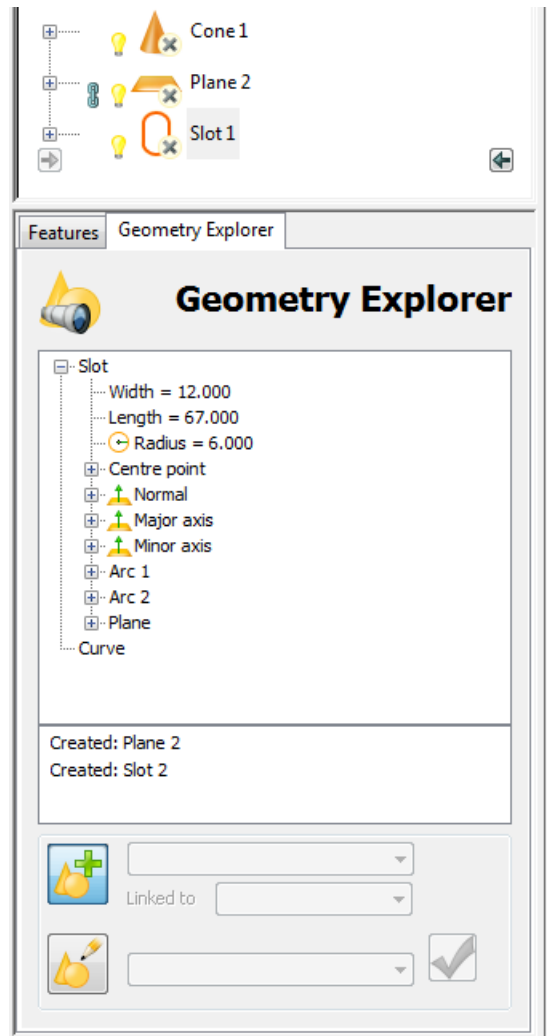 Cone 1
Plane 2
Slot 1
Features Geometry Explorer
Geometry Explorer
Slot
Width = 12.000
Length = 67.000
Radius = 6.000
Centre point
Normal
Major axis
Minor axis
Arc 1
Arc 2
Plane
Curve
Created: Plane 2
Created: Slot 2
Linked to